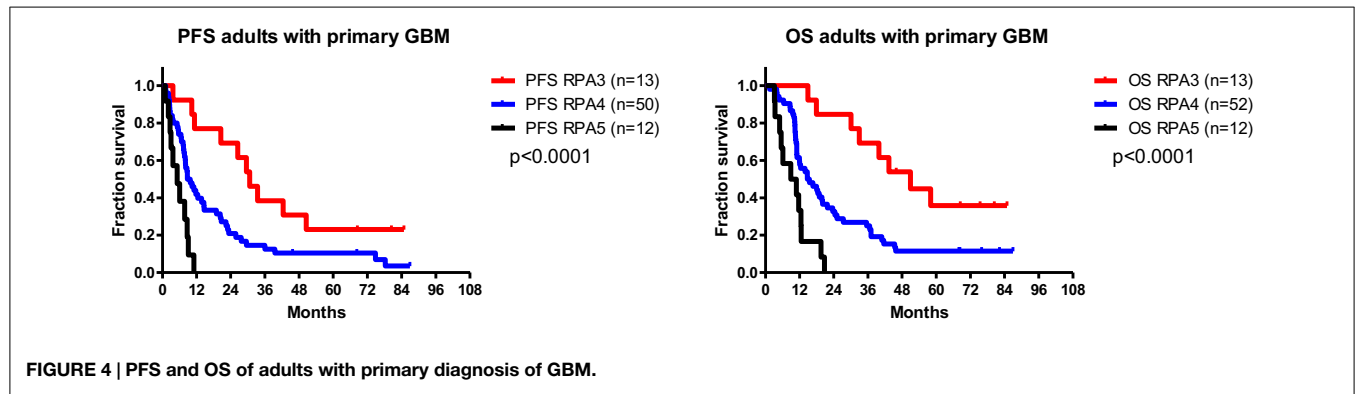 PFS adults with primary GBM
1.0
0.8
0.6
0.4
0.2
0.0
Fraction survival
0 12 24 36 48 60 72 84 96 108
Months
PFS RPA3 (n=13)
PFS RPA4 (n=50)
PFS RPA5 (n=12)
p<0.0001
OS adults with primary GBM
1.0
0.8
0.6
0.4
0.2
0.0
Fraction survival
0 12 24 36 48 60 72 84 96 108
Months
OS RPA3 (n=13)
OS RPA4 (n=52)
OS RPA5 (n=12)
p<0.0001
FIGURE 4 | PFS and OS of adults with primary diagnosis of GBM.